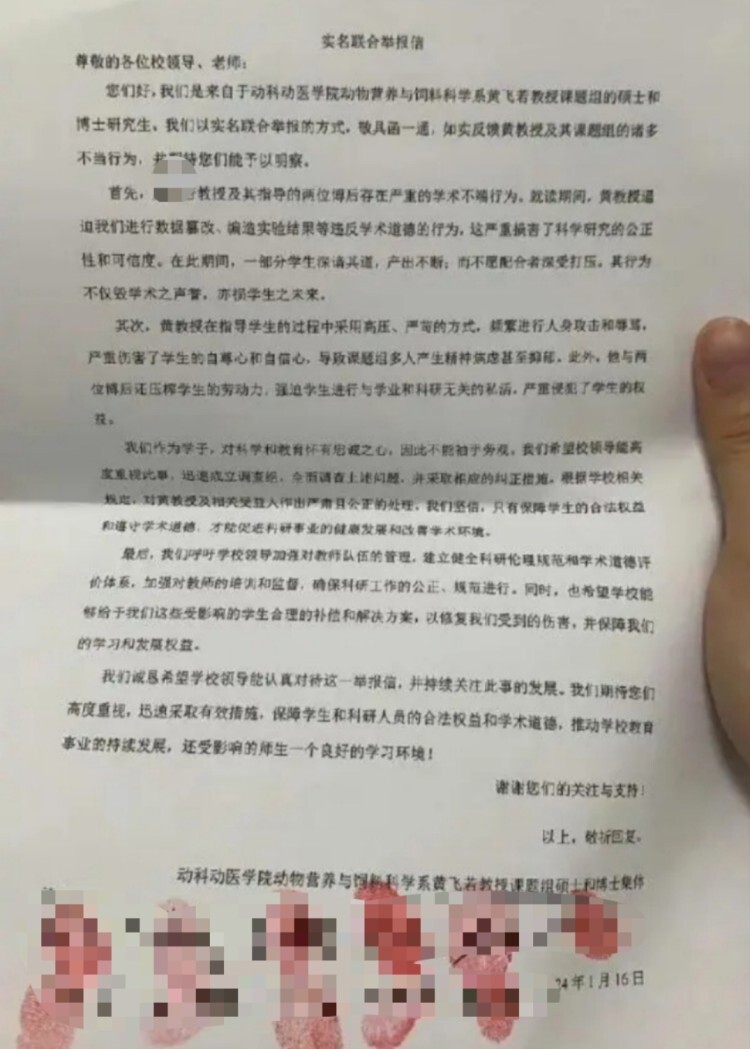 实名联合举报信
尊敬的各位校领导、老师：
您们好，我们是来自于动科动医学院动物营养与饲料科学系黄飞若教授课题组的硕士和
博士研究生。我们以实名联合举报的方式，敬具函一通，如实反馈黄教授及其课题组的诸多
不当行为，并期待您们能予以明察。
首先，教授及其指导的两位博后存在严重的学术不端行为。就读期间，黄教授逼
迫我们进行数据篡改、编造实验结果等违反学术道德的行为，这严重损害了科学研究的公正
性和可信度。在此期间，一部分学生深谙其道，产出不断；而不愿配合者深受打压。其行为
不仅毁学术之声誉，亦损学生之未来。
其次，黄教授在指导学生的过程中采用高压、严苛的方式，频繁进行人身攻击和辱骂，
严重伤害了学生的自尊心和自信心，导致课题组多人产生精神焦虑甚至抑郁。此外，他与两
位博后还压榨学生的劳动力，强迫学生进行与学业和科研无关的私活，严重侵犯了学生的权
益。
我们作为学子，对科学和教育怀有忠诚之心，因此不能袖手旁观。我们希望校领导能高
度重视此事，迅速成立调查组，全面调查上述问题，并采取相应的纠正措施。根据学校相关
规定，对黄教授及相关受益人作出严肃且公正的处理。我们坚信，只有保障学生的合法权益
和遵守学术道德，才能促进科研事业的健康发展和改善学术环境。
最后，我们呼吁学校领导加强对教师队伍的管理，建立健全科研伦理规范和学术道德评
价体系，加强对教师的培训和监督，确保科研工作的公正、规范进行。同时，也希望学校能
够给于我们这些受影响的学生合理的补偿和解决方案，以修复我们受到的伤害，并保障我们
的学习和发展权益。
我们诚恳希望学校领导能认真对待这一举报信，并持续关注此事的发展。我们期待您们
高度重视，迅速采取有效措施，保障学生和科研人员的合法权益和学术道德，推动学校教育
事业的持续发展，还受影响的师生一个良好的学习环境！
谢谢您们的关注与支持！
以上，敬祈回复。
动科动医学院动物营养与饲料科学系黄飞若教授课题组硕士和博士集体
24年1月16日